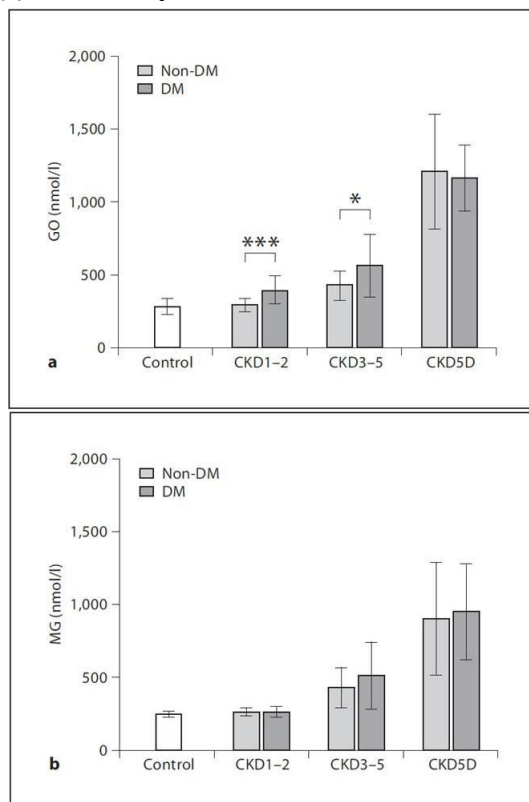 2,000
1,500
1,000
500
0
GO (nmol/l)
Non-DM
DM
***
*
Control
CKD1–2
CKD3–5
CKD5D
a
2,000
1,500
1,000
500
0
MG (nmol/l)
Non-DM
DM
Control
CKD1–2
CKD3–5
CKD5D
b